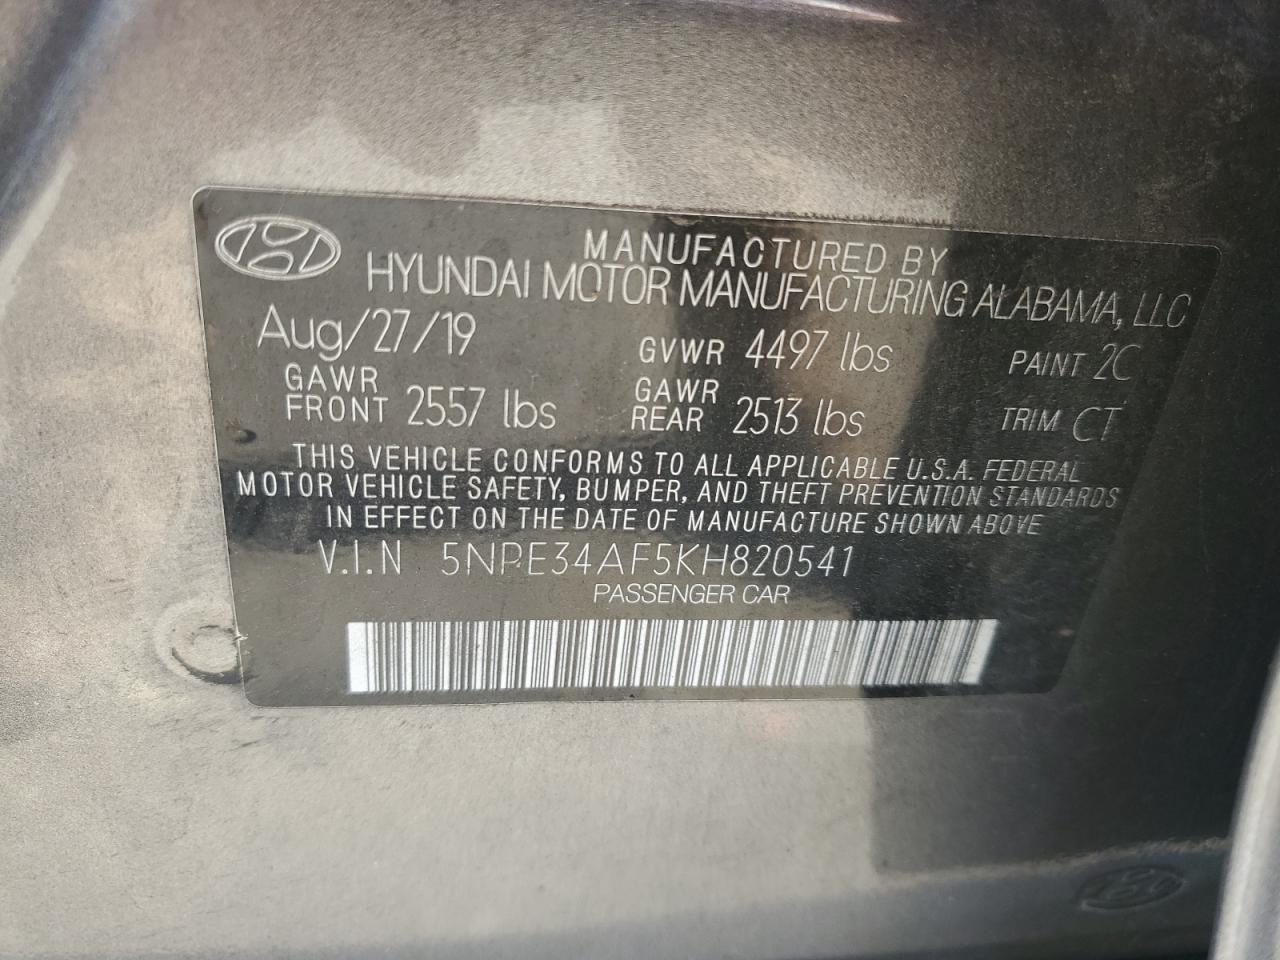 MANUFACTURED BY
HYUNDAI MOTOR MANUFACTURING ALABAMA, LLC
Aug/27/19 GVWR 4497 lbs PAINT 2C
GAWR FRONT 2557 lbs GAWR REAR 2513 lbs TRIM CT
THIS VEHICLE CONFORMS TO ALL APPLICABLE U.S.A. FEDERAL
MOTOR VEHICLE SAFETY, BUMPER, AND THEFT PREVENTION STANDARDS
IN EFFECT ON THE DATE OF MANUFACTURE SHOWN ABOVE
V.I.N 5NPE34AF5KH820541
PASSENGER CAR